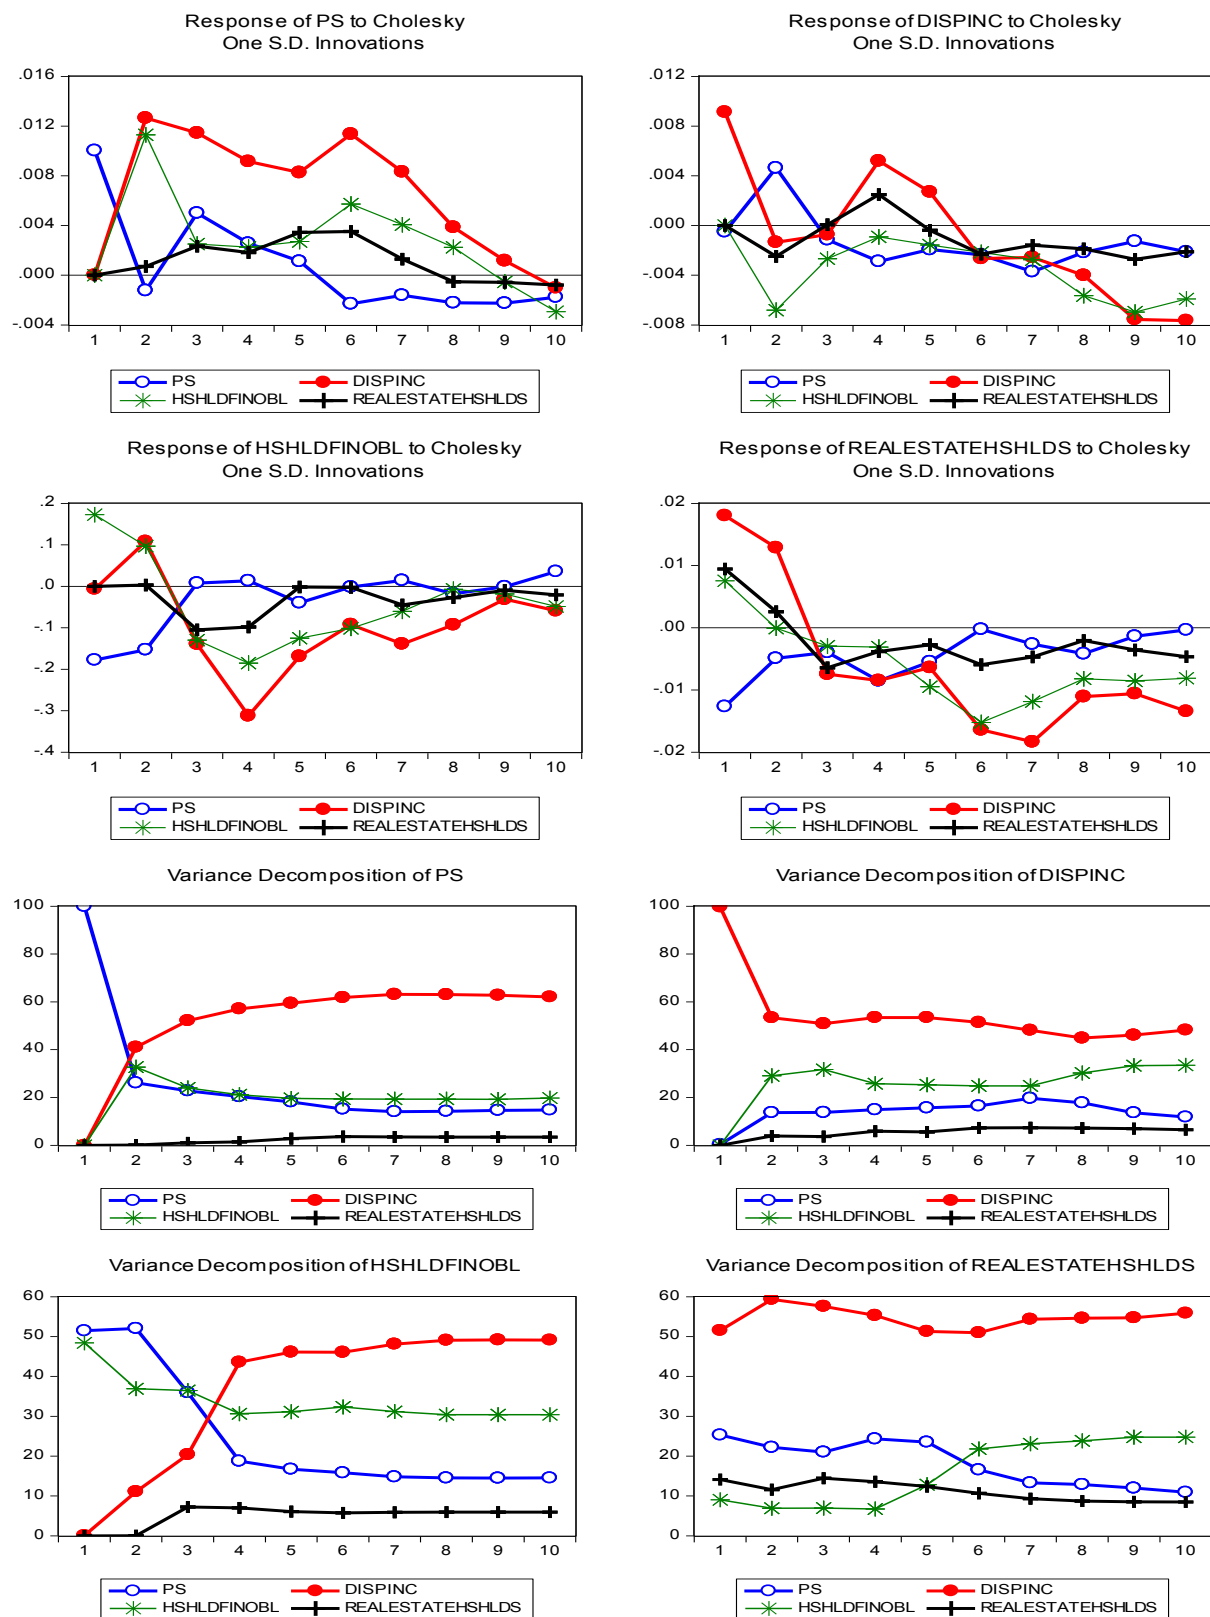 Response of PS to Cholesky
One S.D. Innovations
.016
.012
.008
.004
.000
-.004
1 2 3 4 5 6 7 8 9 10
PS DISPINC
HSHLDFINOBL REALESTATEHSHLDS
Response of DISPINC to Cholesky
One S.D. Innovations
.012
.008
.004
.000
-.004
-.008
1 2 3 4 5 6 7 8 9 10
PS DISPINC
HSHLDFINOBL REALESTATEHSHLDS
Response of HSHLDFINOBL to Cholesky
One S.D. Innovations
.2
.1
.0
-.1
-.2
-.3
-.4
1 2 3 4 5 6 7 8 9 10
PS DISPINC
HSHLDFINOBL REALESTATEHSHLDS
Response of REALESTATEHSHLDS to Cholesky
One S.D. Innovations
.02
.01
.00
-.01
-.02
1 2 3 4 5 6 7 8 9 10
PS DISPINC
HSHLDFINOBL REALESTATEHSHLDS
Variance Decomposition of PS
100
80
60
40
20
0
1 2 3 4 5 6 7 8 9 10
PS DISPINC
HSHLDFINOBL REALESTATEHSHLDS
Variance Decomposition of DISPINC
100
80
60
40
20
0
1 2 3 4 5 6 7 8 9 10
PS DISPINC
HSHLDFINOBL REALESTATEHSHLDS
Variance Decomposition of HSHLDFINOBL
60
50
40
30
20
10
0
1 2 3 4 5 6 7 8 9 10
PS DISPINC
HSHLDFINOBL REALESTATEHSHLDS
Variance Decomposition of REALESTATEHSHLDS
60
50
40
30
20
10
0
1 2 3 4 5 6 7 8 9 10
PS DISPINC
HSHLDFINOBL REALESTATEHSHLDS